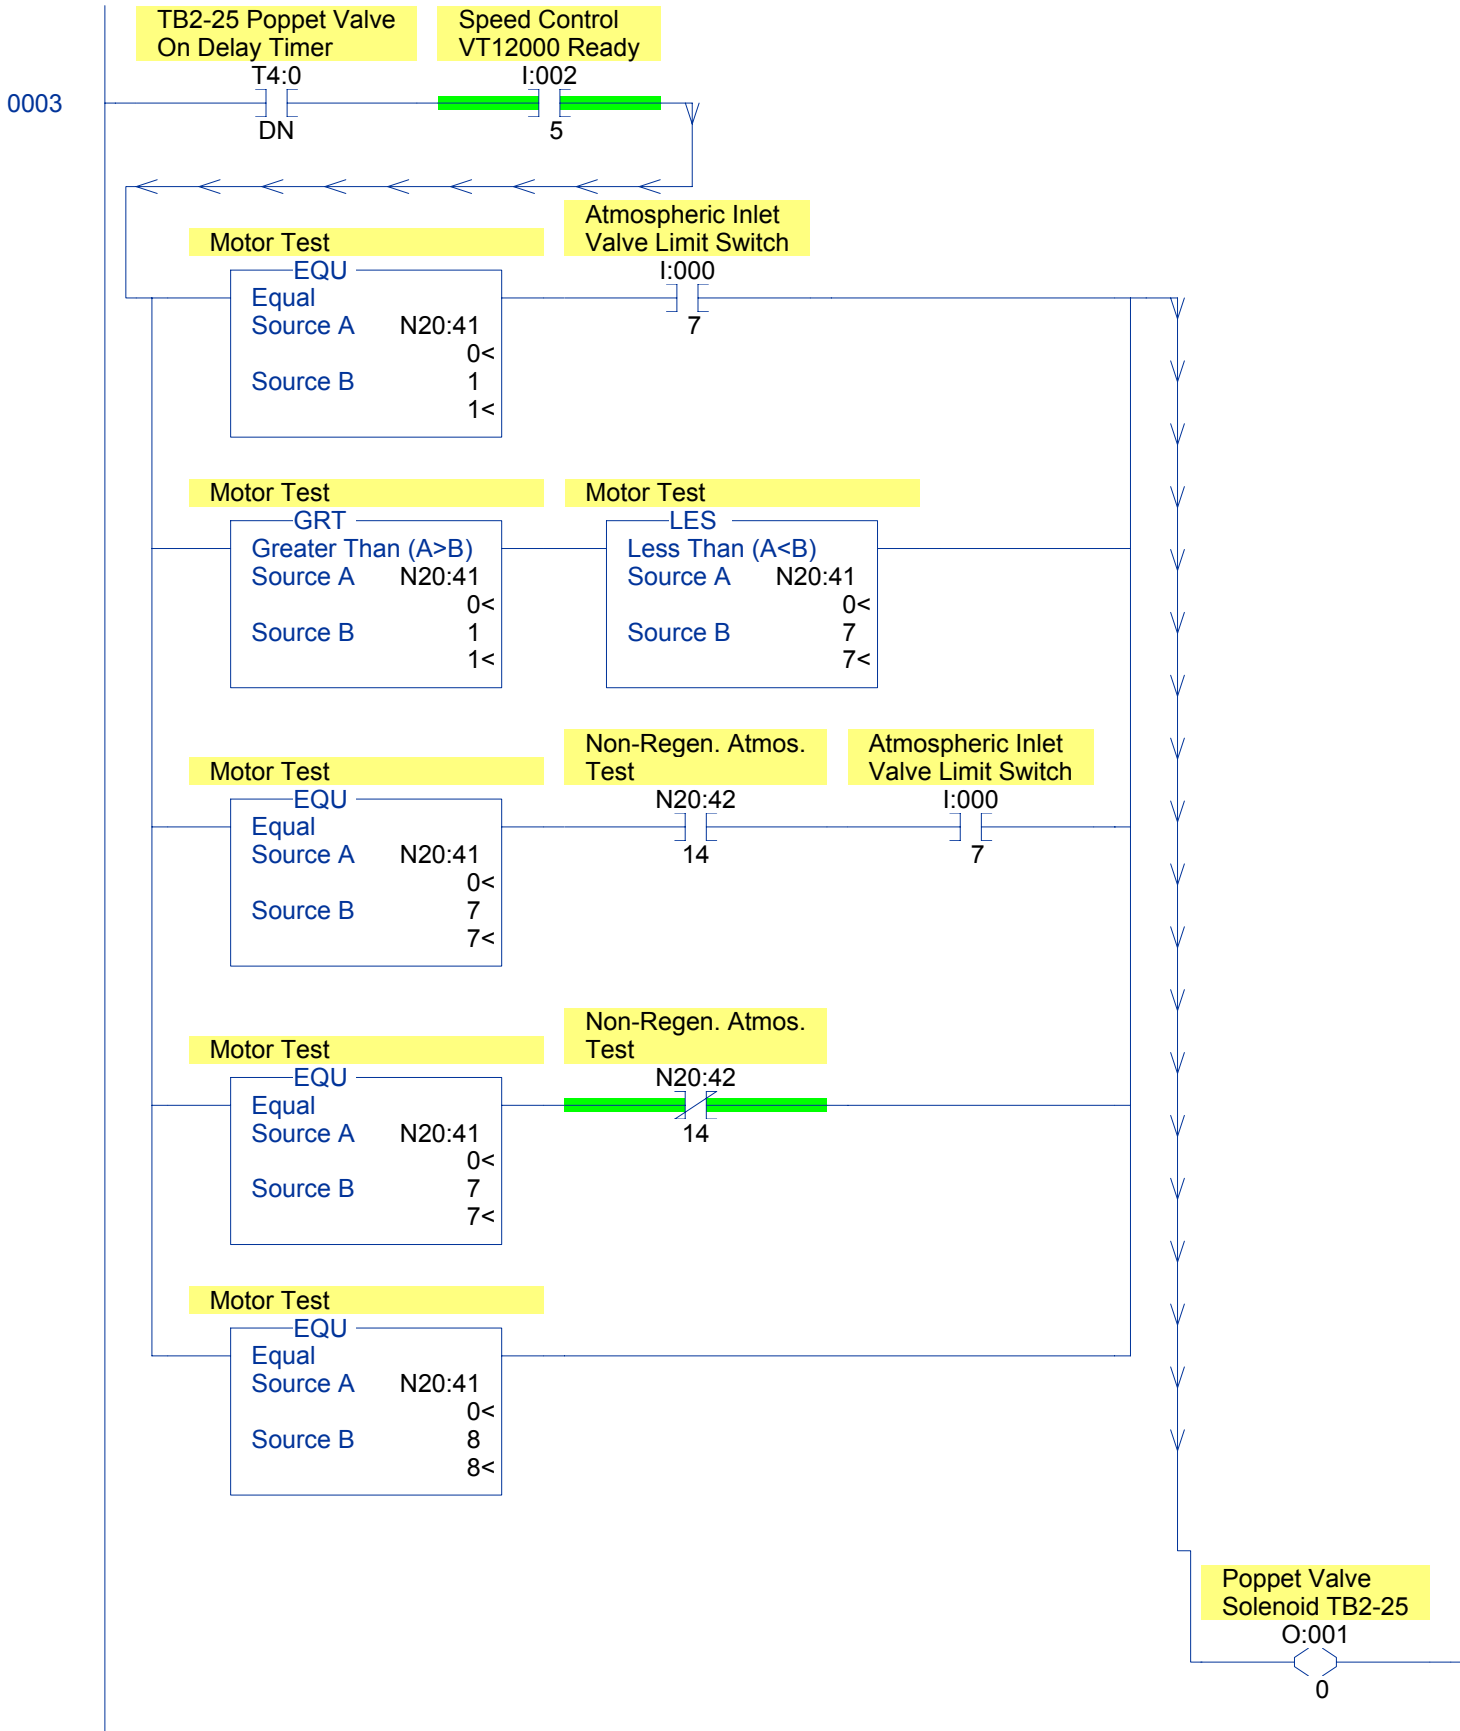 TB2-25 Poppet Valve
On Delay Timer
T4:0
DN
Speed Control
VT12000 Ready
I:002
5
0003
Motor Test
EQU
Equal
Source A N20:41
0<
Source B 1
1<
Atmospheric Inlet
Valve Limit Switch
I:000
7
Motor Test
GRT
Greater Than (A>B)
Source A N20:41
0<
Source B 1
1<
Motor Test
LES
Less Than (A<B)
Source A N20:41
0<
Source B 7
7<
Motor Test
EQU
Equal
Source A N20:41
0<
Source B 7
7<
Non-Regen. Atmos.
Test
N20:42
14
Atmospheric Inlet
Valve Limit Switch
I:000
7
Motor Test
EQU
Equal
Source A N20:41
0<
Source B 7
7<
Non-Regen. Atmos.
Test
N20:42
14
Motor Test
EQU
Equal
Source A N20:41
0<
Source B 8
8<
Poppet Valve
Solenoid TB2-25
O:001
0